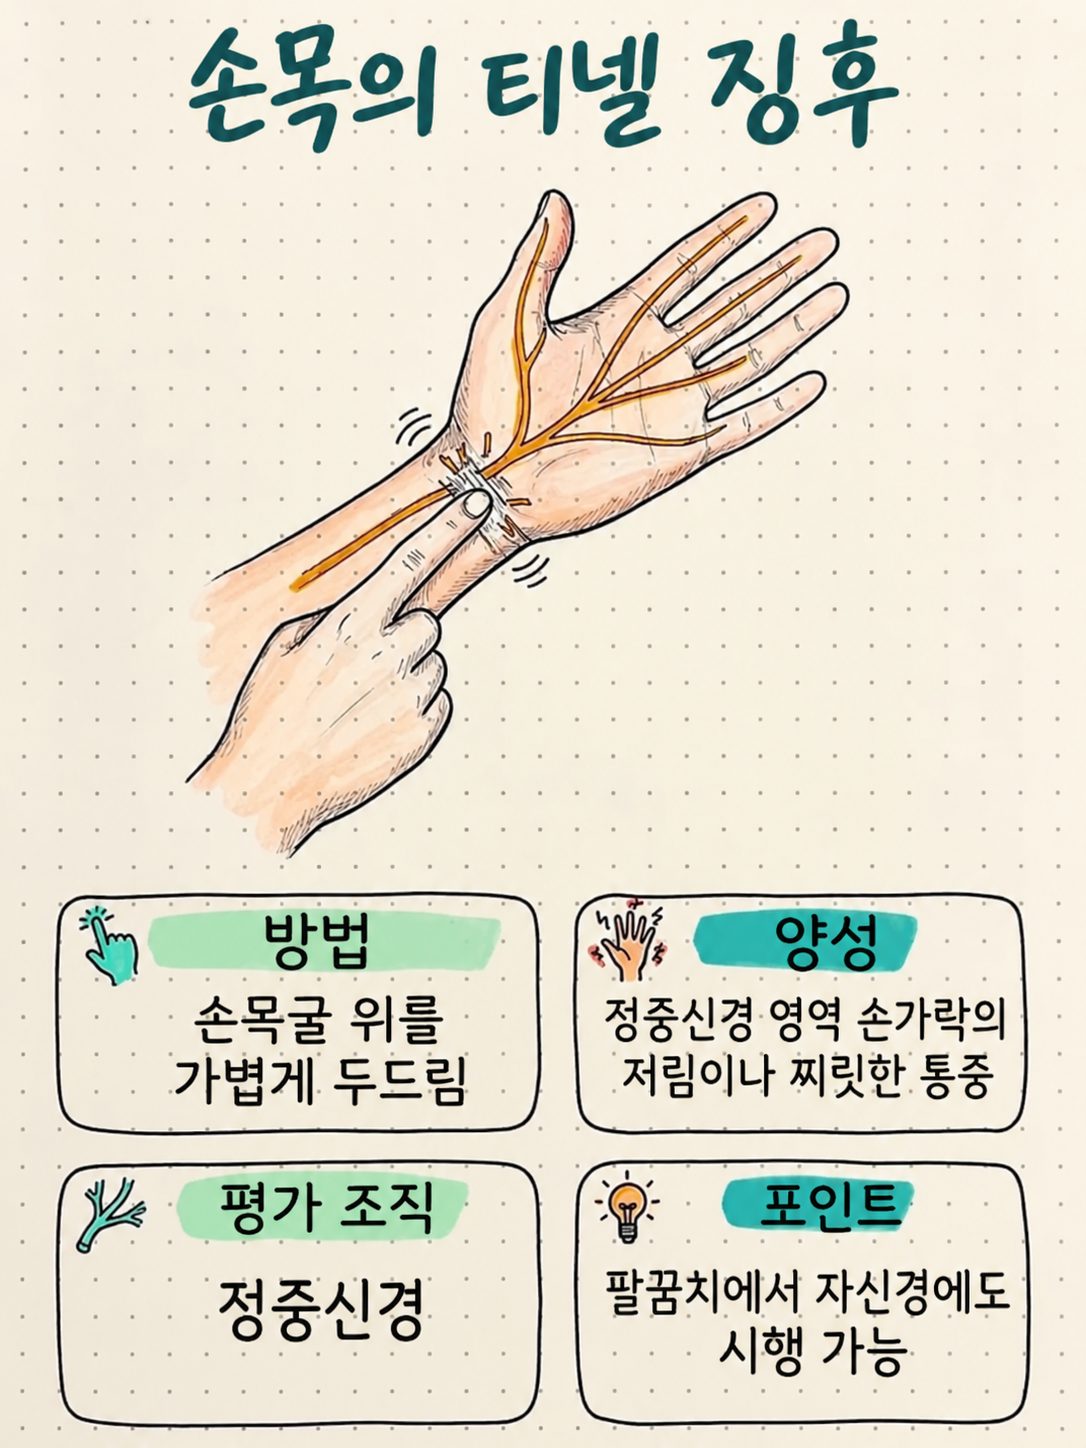 손목의 티넬 징후
방법
손목굴 위를
가볍게 두드림
양성
정중신경 영역 손가락의
저림이나 찌릿한 통증
평가 조직
정중신경
포인트
팔꿈치에서 자신경에도
시행 가능